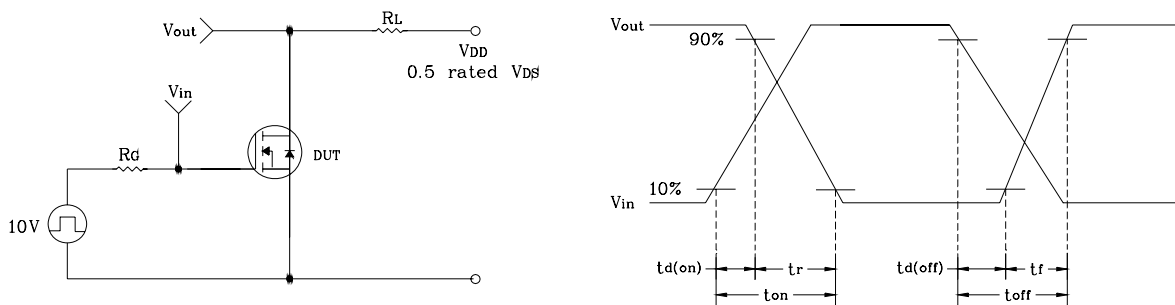 Vout
RL
VDD
0.5 rated VDS
Vin
RG
DUT
10V
Vout
90%
10%
Vin
td(on)
tr
ton
td(off)
tf
toff